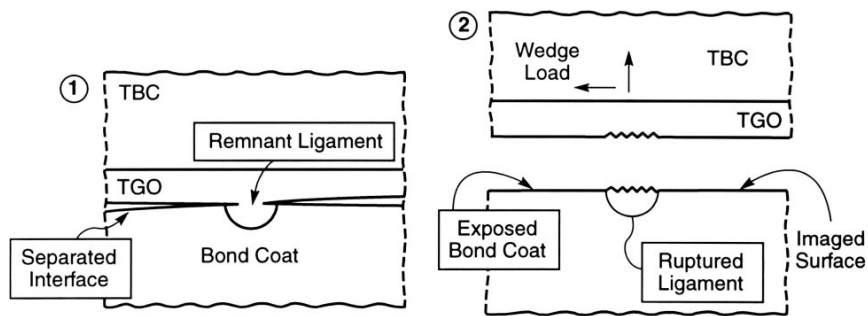 1
TBC
Remnant Ligament
TGO
Separated
Interface
Bond Coat
2
Wedge
Load
TBC
TGO
Exposed
Bond Coat
Ruptured
Ligament
Imaged
Surface